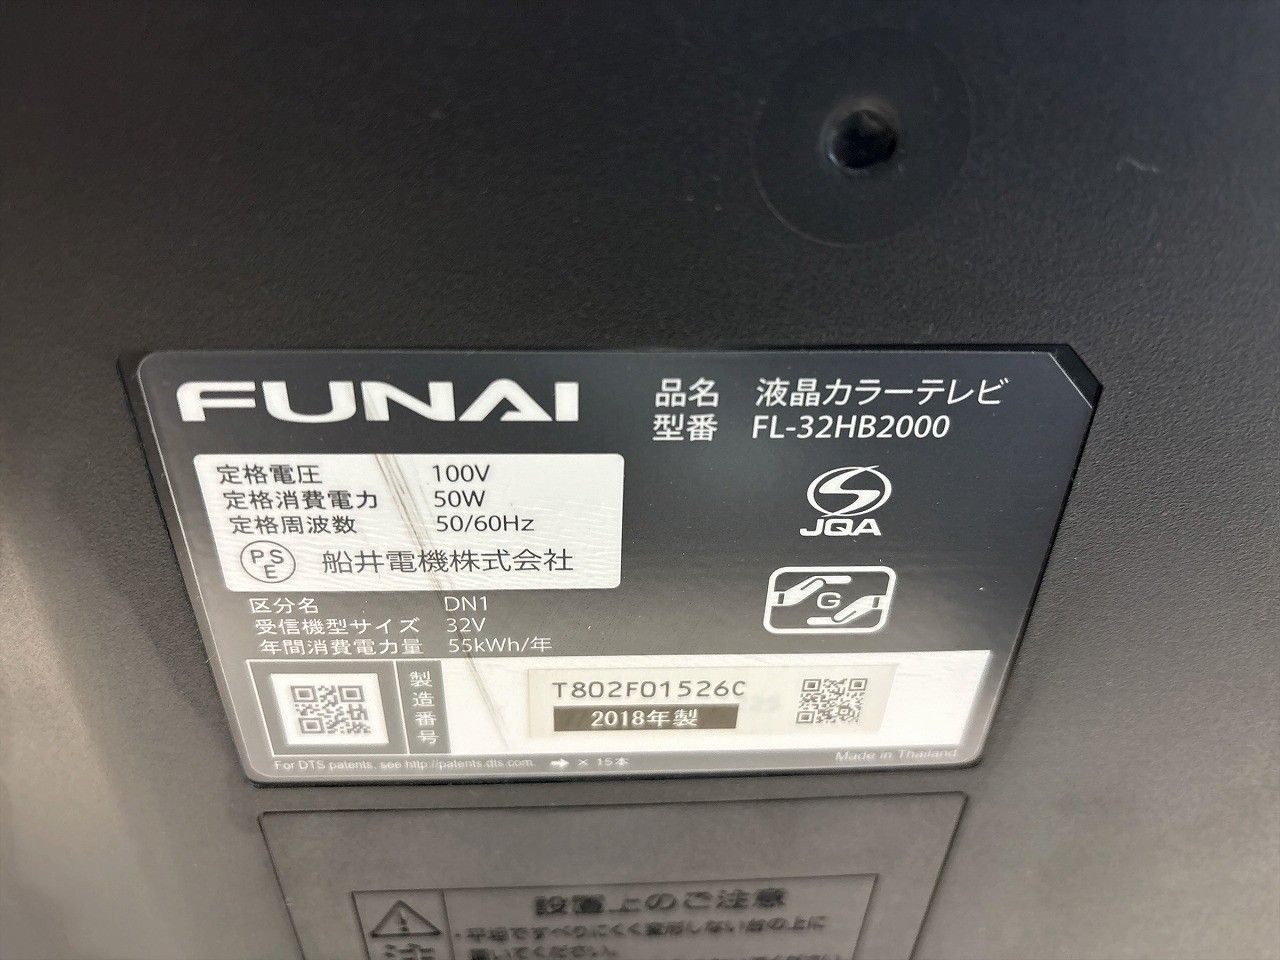 FUNAI
品名 液晶カラーテレビ
型番 FL-32HB2000
定格電圧 100V
定格消費電力 50W
定格周波数 50/60Hz
PSE 船井電機株式会社
JQA
G
区分名 DN1
受信機型サイズ 32V
年間消費電力量 55kWh/年
製造番号
T802F01526C
2018年製
For DTS patents, see http://patents.dts.com. ➡ × 15本
Made in Thailand
設置上のご注意